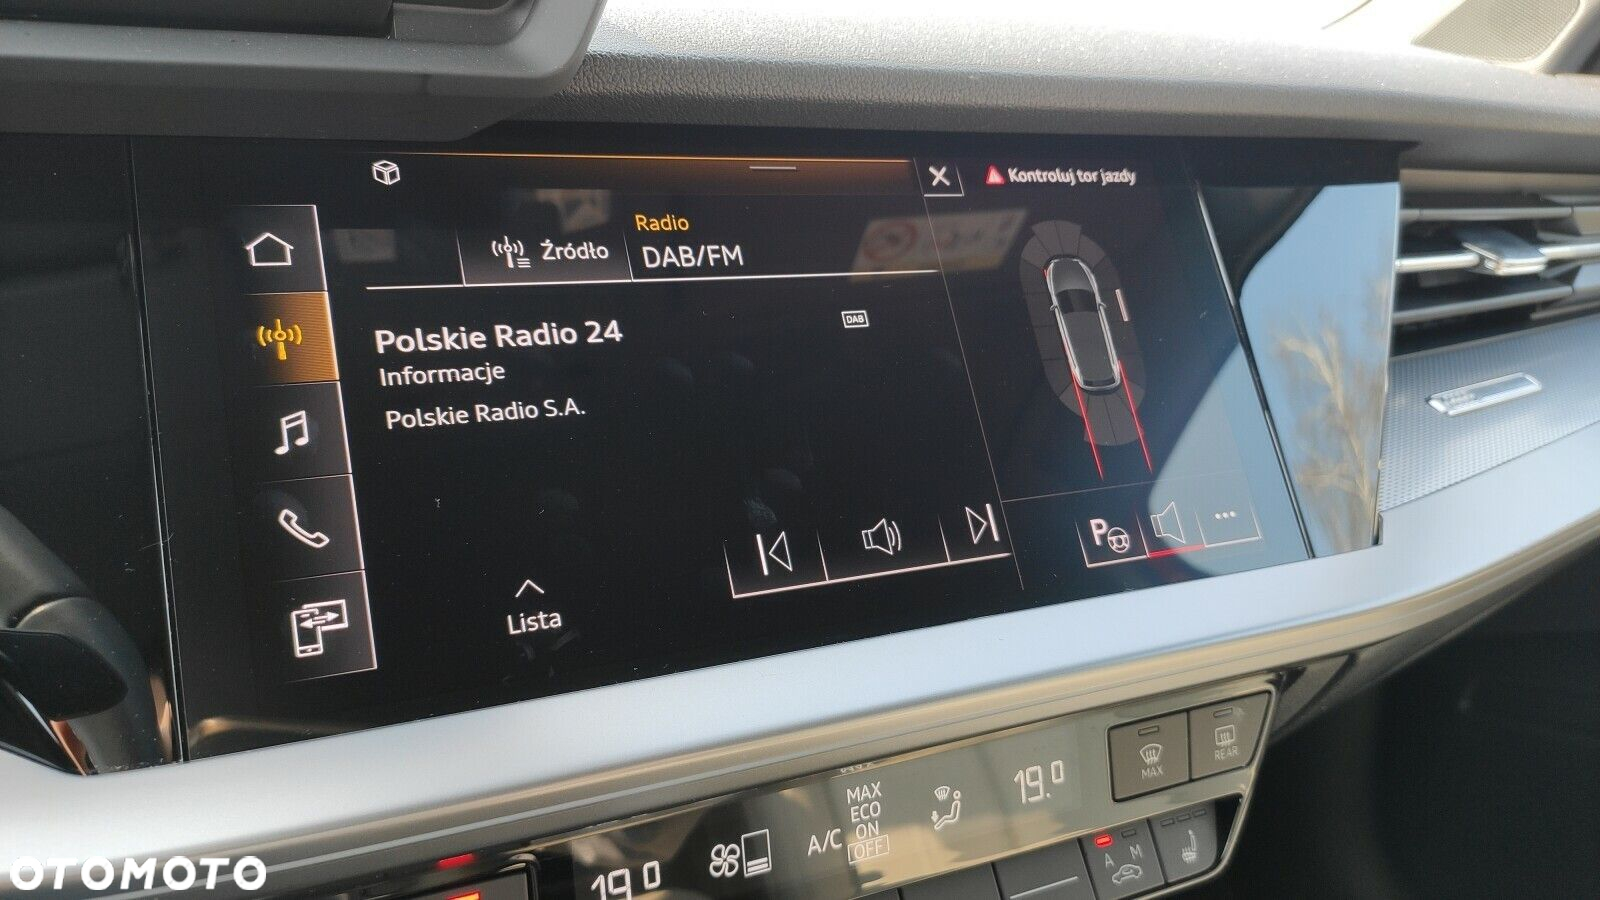 Kontroluj tor jazdy
Radio
Źródło
DAB/FM
Polskie Radio 24
DAB
Informacje
Polskie Radio S.A.
P
Lista
MAX
REAR
MAX
ECO
A/C
ON
OFF
19.0
19.0
A M
OTOMOTO